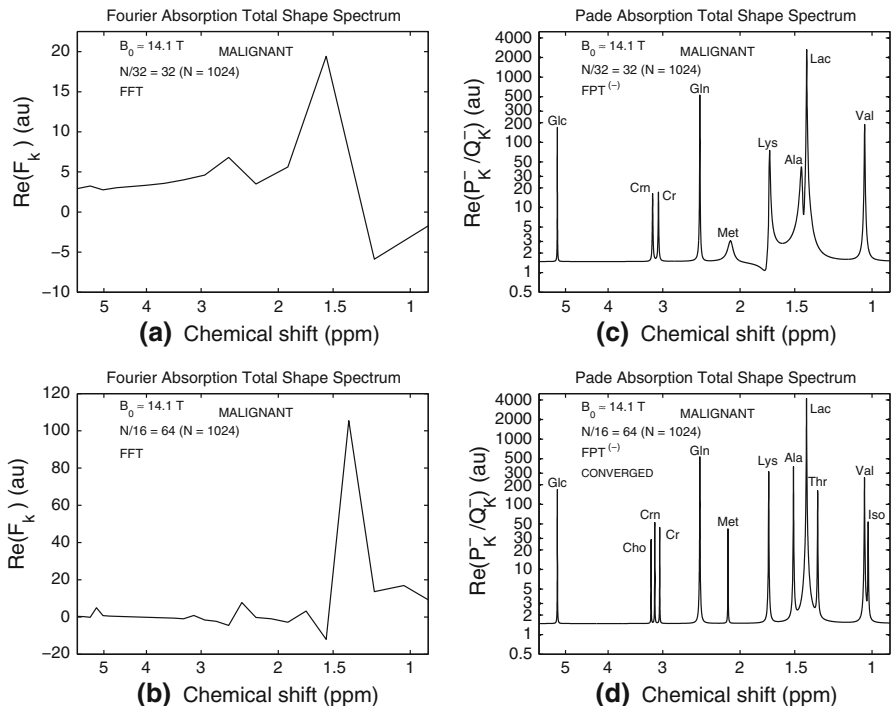 Fourier Absorption Total Shape Spectrum
B0 = 14.1 T
MALIGNANT
N/32 = 32 (N = 1024)
FFT
Re(Fk) (au)
20
15
10
5
0
−5
−10
5
4
3
2
1.5
1
(a) Chemical shift (ppm)
Pade Absorption Total Shape Spectrum
B0 = 14.1 T
MALIGNANT
N/32 = 32 (N = 1024)
FPT(−)
Re(PK−/QK−) (au)
4000
2000
1000
500
300
200
100
50
30
20
10
5
3
2
1
0.5
Glc
Crn
Cr
Gln
Met
Lys
Ala
Lac
Val
5
3
2
1.5
1
(c) Chemical shift (ppm)
Fourier Absorption Total Shape Spectrum
B0 = 14.1 T
MALIGNANT
N/16 = 64 (N = 1024)
FFT
Re(Fk) (au)
120
100
80
60
40
20
0
−20
5
4
3
2
1.5
1
(b) Chemical shift (ppm)
Pade Absorption Total Shape Spectrum
B0 = 14.1 T
MALIGNANT
N/16 = 64 (N = 1024)
FPT(−)
CONVERGED
Re(PK−/QK−) (au)
4000
2000
1000
500
300
200
100
50
30
20
10
5
3
2
1
0.5
Glc
Cho
Crn
Cr
Gln
Met
Lys
Ala
Lac
Thr
Val
Iso
5
4
3
2
1.5
1
(d) Chemical shift (ppm)